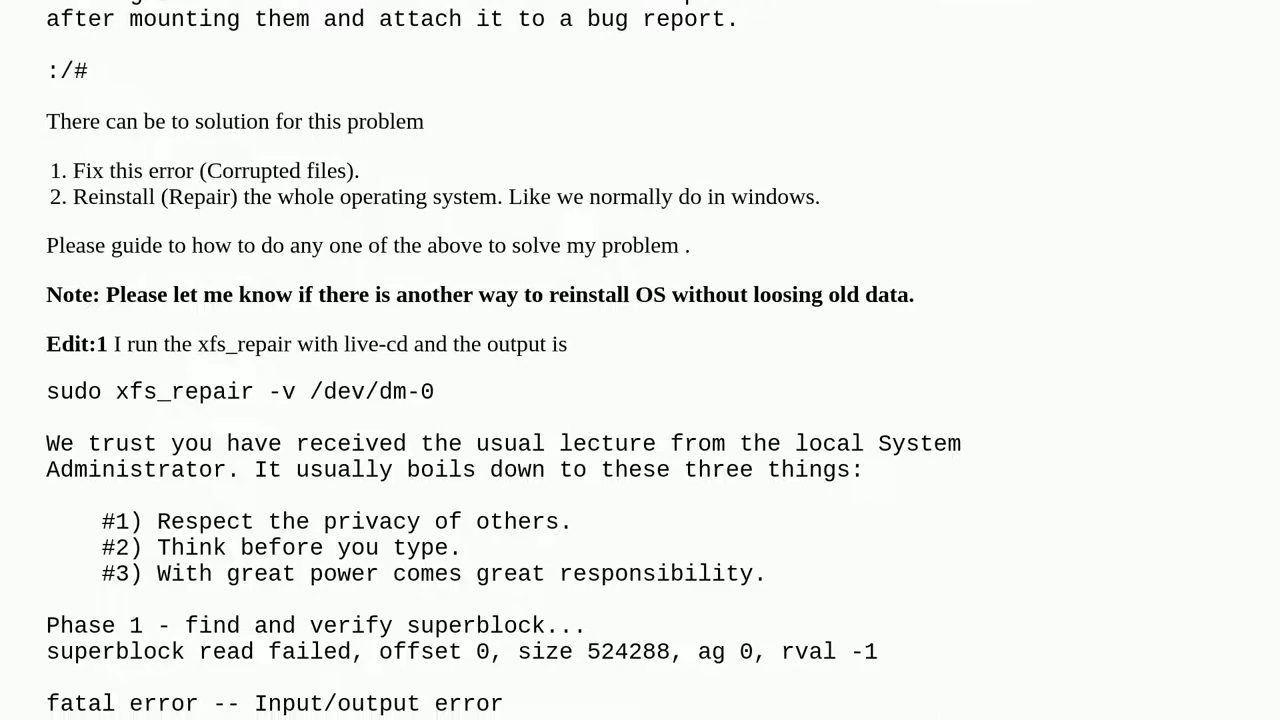 after mounting them and attach it to a bug report.
:/#
There can be to solution for this problem
1. Fix this error (Corrupted files).
2. Reinstall (Repair) the whole operating system. Like we normally do in windows.
Please guide to how to do any one of the above to solve my problem .
Note: Please let me know if there is another way to reinstall OS without loosing old data.
Edit:1 I run the xfs_repair with live-cd and the output is
sudo xfs_repair -v /dev/dm-0
We trust you have received the usual lecture from the local System
Administrator. It usually boils down to these three things:
#1) Respect the privacy of others.
#2) Think before you type.
#3) With great power comes great responsibility.
Phase 1 - find and verify superblock...
superblock read failed, offset 0, size 524288, ag 0, rval -1
fatal error -- Input/output error